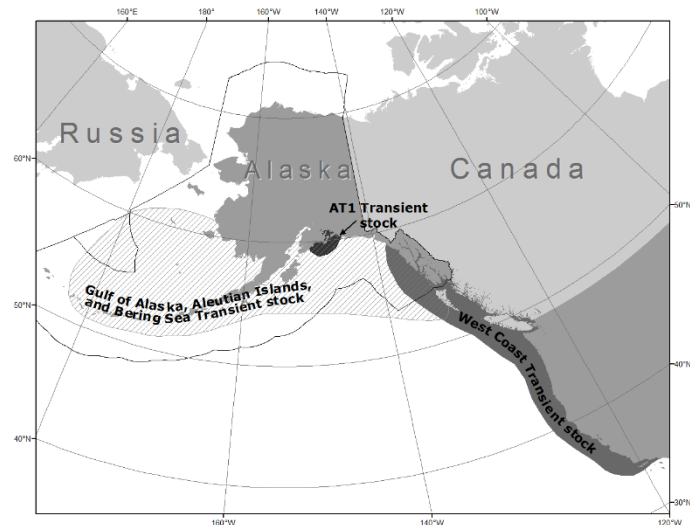 160°E
180°
160°W
140°W
120°W
100°W
Russia
Alaska
Canada
60°N
50°N
AT1 Transient
stock
Gulf of Alaska, Aleutian Islands,
and Bering Sea Transient stock
50°N
West Coast Transient stock
40°N
40°N
30°N
160°W
140°W
120°W